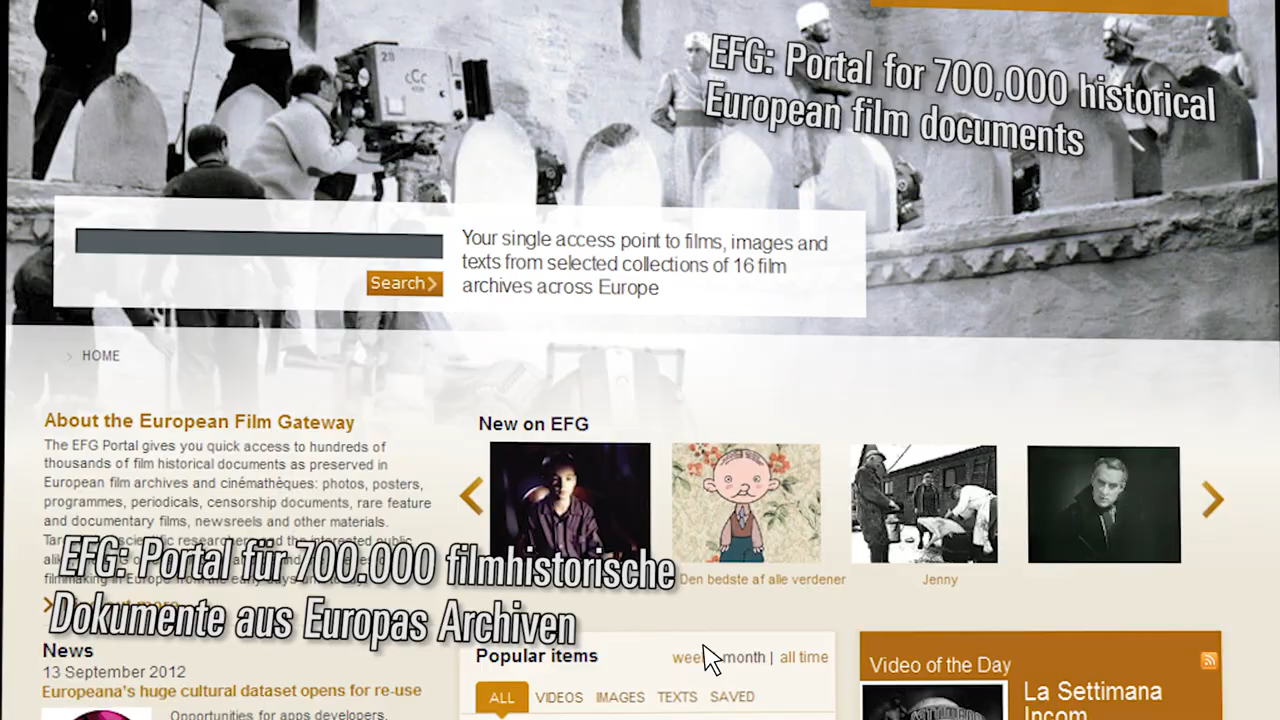 20
CCC
EFG: Portal for 700,000 historical
European film documents
Your single access point to films, images and
texts from selected collections of 16 film
archives across Europe
Search
HOME
About the European Film Gateway
The EFG Portal gives you quick access to hundreds of
thousands of film historical documents as preserved in
European film archives and cinémathèques: photos, posters,
programmes, periodicals, censorship documents, rare feature
and documentary films, newsreels and other materials.
New on EFG
EFG: Portal für 700.000 filmhistorische
Dokumente aus Europas Archiven
Den bedste af alle verdener
Jenny
News
13 September 2012
Europeana's huge cultural dataset opens for re-use
Opportunities for apps developers,
Popular items
month | all time
ALL VIDEOS IMAGES TEXTS SAVED
Video of the Day
La Settimana
Incom